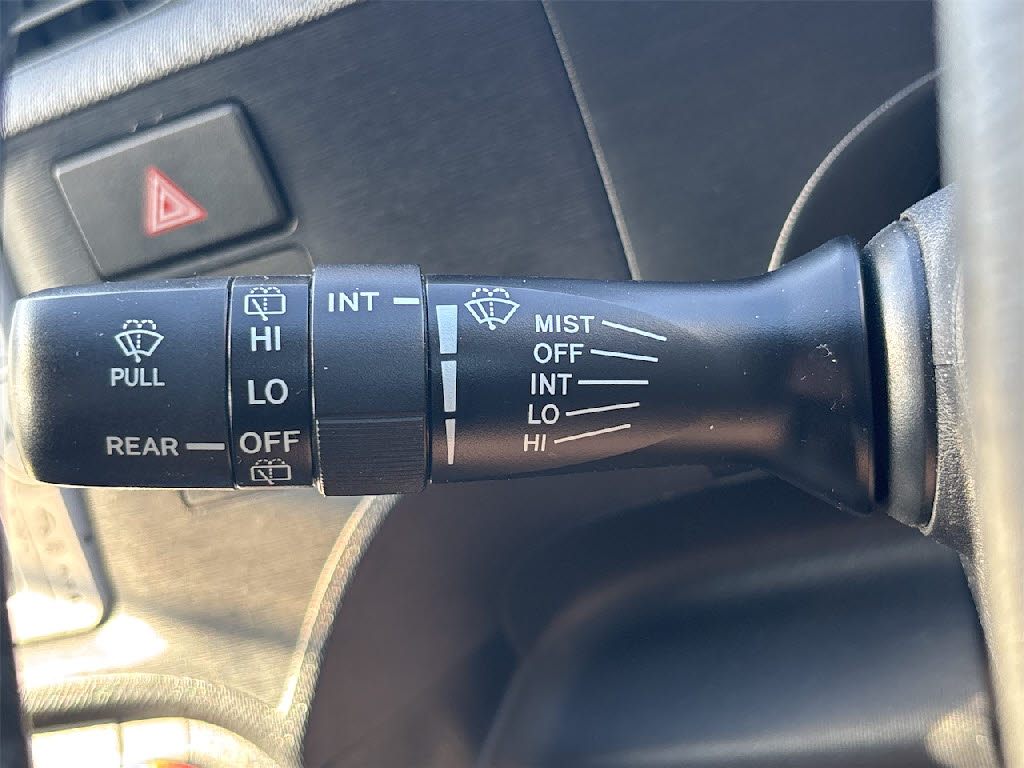 PULL
REAR
HI
LO
OFF
INT
MIST
OFF
INT
LO
HI